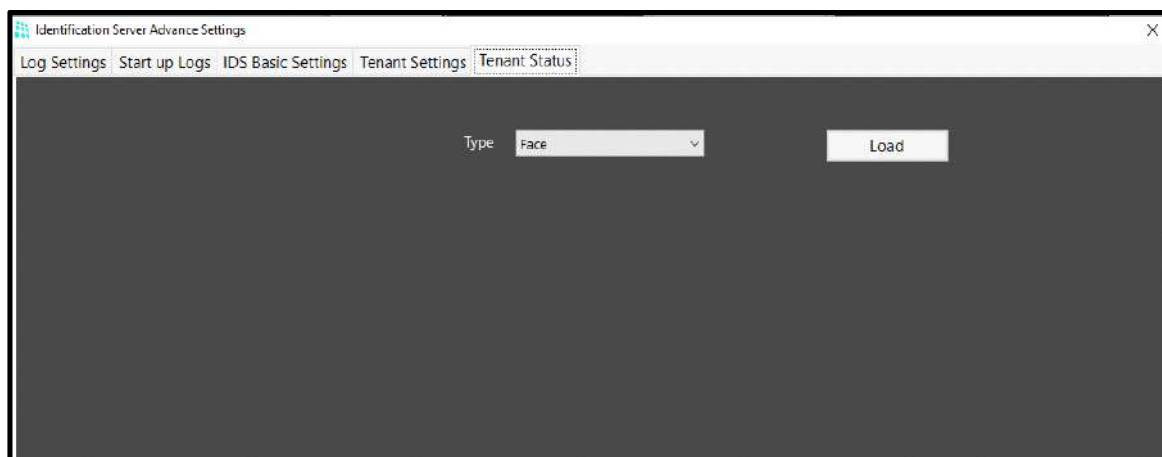 Identification Server Advance Settings
Log Settings Start up Logs IDS Basic Settings Tenant Settings Tenant Status
Type Face Load